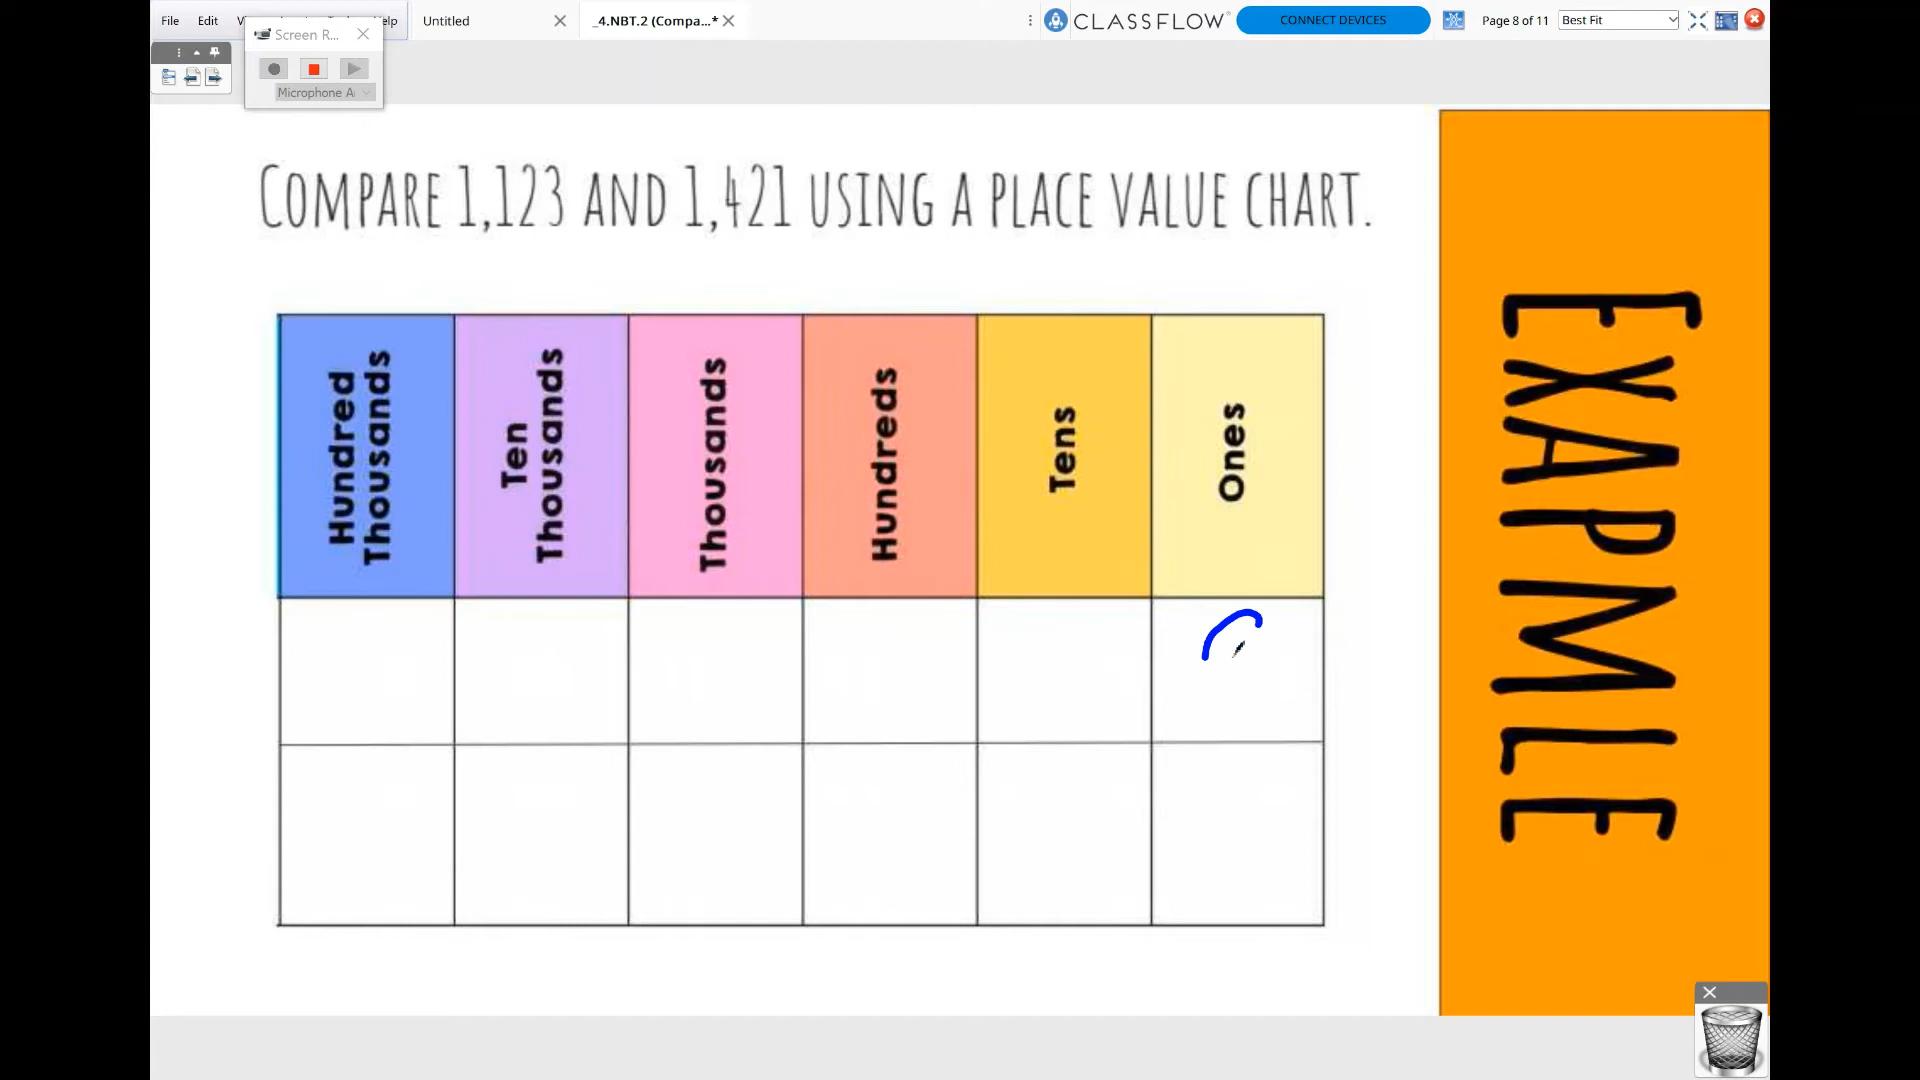 File Edit Help
Untitled
_4.NBT.2 (Compa...*
CLASSFLOW
CONNECT DEVICES
Page 8 of 11
Best Fit
Screen R...
Microphone A
COMPARE 1,123 AND 1,421 USING A PLACE VALUE CHART.
Hundred
Thousands
Ten
Thousands
Thousands
Hundreds
Tens
Ones
EXAPMLE